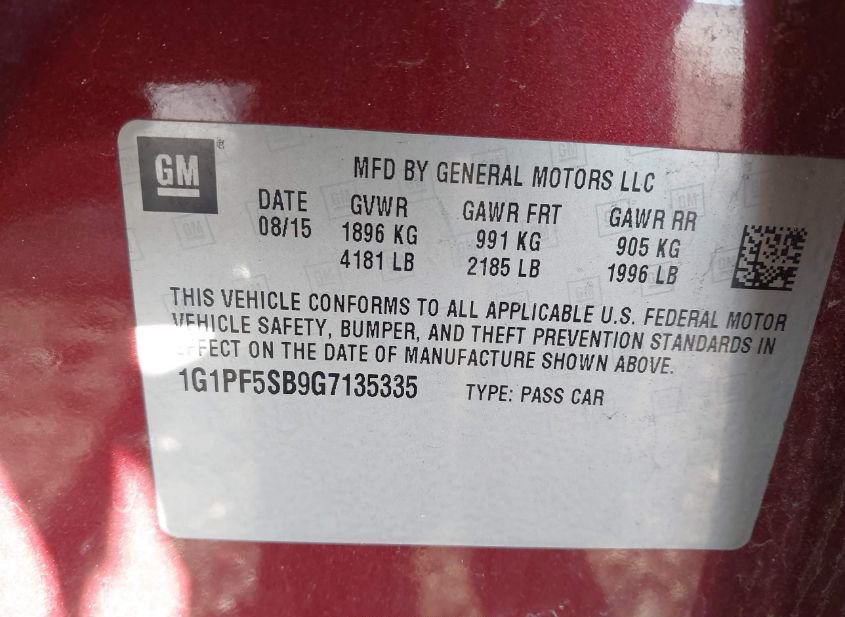 GM
MFD BY GENERAL MOTORS LLC
DATE GVWR GAWR FRT GAWR RR
08/15 1896 KG 991 KG 905 KG
4181 LB 2185 LB 1996 LB
THIS VEHICLE CONFORMS TO ALL APPLICABLE U.S. FEDERAL MOTOR
VEHICLE SAFETY, BUMPER, AND THEFT PREVENTION STANDARDS IN
EFFECT ON THE DATE OF MANUFACTURE SHOWN ABOVE.
1G1PF5SB9G7135335 TYPE: PASS CAR